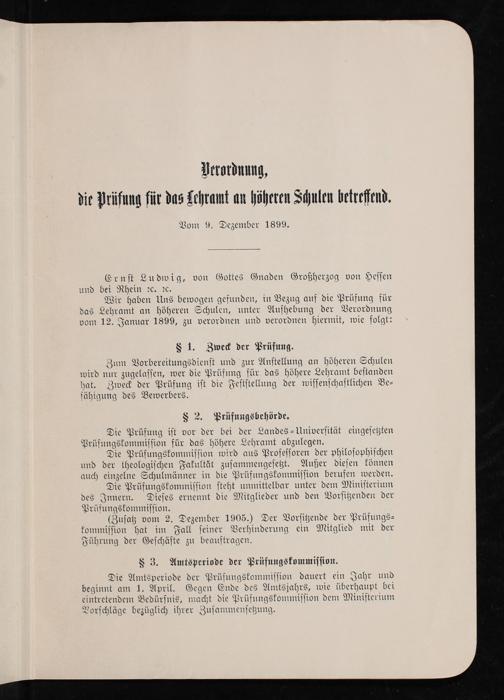 Verordnung,
die Prüfung für das Lehramt an höheren Schulen betreffend.
Vom 9. Dezember 1899.
Ernst Ludwig, von Gottes Gnaden Großherzog von Hessen
und bei Rhein ꝛc. ꝛc.
Wir haben Uns bewogen gefunden, in Bezug auf die Prüfung für
das Lehramt an höheren Schulen, unter Aufhebung der Verordnung
vom 12. Januar 1899, zu verordnen und verordnen hiermit, wie folgt:
§ 1. Zweck der Prüfung.
Zum Vorbereitungsdienst und zur Anstellung an höheren Schulen
wird nur zugelassen, wer die Prüfung für das höhere Lehramt bestanden
hat. Zweck der Prüfung ist die Feststellung der wissenschaftlichen Be-
fähigung des Bewerbers.
§ 2. Prüfungsbehörde.
Die Prüfung ist vor der bei der Landes-Universität eingesetzten
Prüfungskommission für das höhere Lehramt abzulegen.
Die Prüfungskommission wird aus Professoren der philosophischen
und der theologischen Fakultät zusammengesetzt. Außer diesen können
auch einzelne Schulmänner in die Prüfungskommission berufen werden.
Die Prüfungskommission steht unmittelbar unter dem Ministerium
des Innern. Dieses ernennt die Mitglieder und den Vorsitzenden der
Prüfungskommission.
(Zusatz vom 2. Dezember 1905.) Der Vorsitzende der Prüfungs-
kommission hat im Fall seiner Verhinderung ein Mitglied mit der
Führung der Geschäfte zu beauftragen.
§ 3. Amtsperiode der Prüfungskommission.
Die Amtsperiode der Prüfungskommission dauert ein Jahr und
beginnt am 1. April. Gegen Ende des Amtsjahrs, wie überhaupt bei
eintretendem Bedürfnis, macht die Prüfungskommission dem Ministerium
Vorschläge bezüglich ihrer Zusammensetzung.